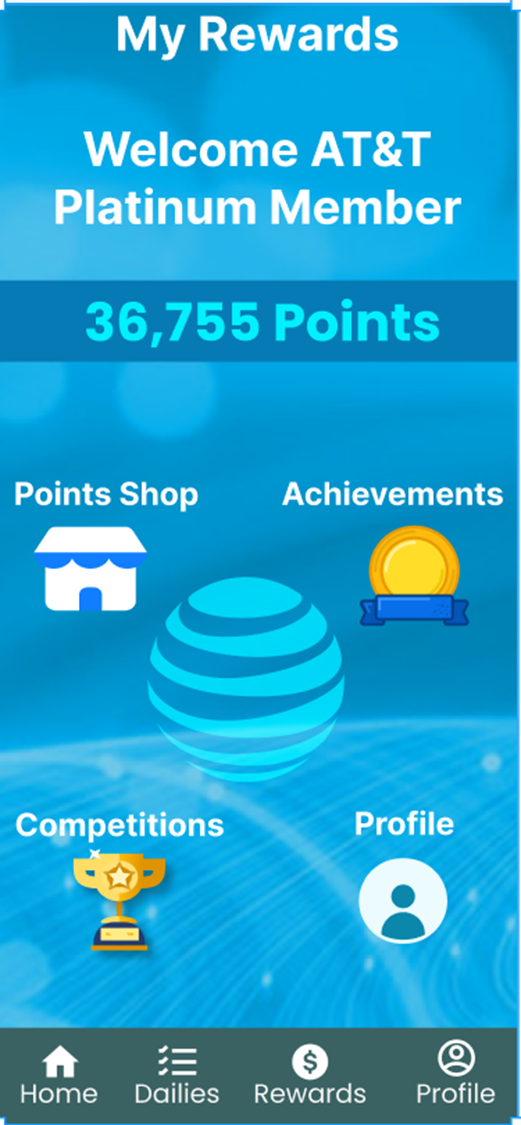 My Rewards
Welcome AT&T
Platinum Member
36,755 Points
Points Shop
Achievements
Competitions
Profile
Home
Dailies
Rewards
Profile